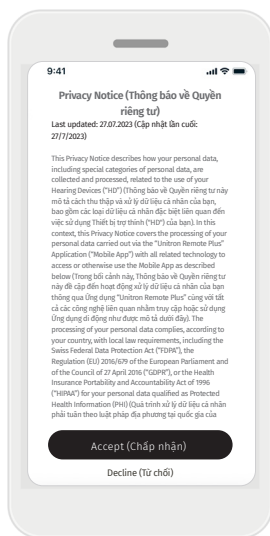 9:41
Privacy Notice (Thông báo về Quyền
riêng tư)
Last updated: 27.07.2023 (Cập nhật lần cuối:
27/7/2023)
This Privacy Notice describes how your personal data,
including special categories of personal data, are
collected and processed, related to the use of your
Hearing Devices ("HD") (Thông báo về Quyền riêng tư này
mô tả cách thu thập và xử lý dữ liệu cá nhân của bạn,
bao gồm các loại dữ liệu cá nhân đặc biệt liên quan đến
việc sử dụng Thiết bị trợ thính ("HD") của bạn). In this
context, this Privacy Notice covers the processing of your
personal data carried out via the "Unitron Remote Plus"
Application ("Mobile App") with all related technology to
access or otherwise use the Mobile App as described
below (Trong bối cảnh này, Thông báo về Quyền riêng tư
này đề cập đến hoạt động xử lý dữ liệu cá nhân của bạn
thông qua Ứng dụng "Unitron Remote Plus" cùng với tất
cả các công nghệ liên quan nhằm truy cập hoặc sử dụng
Ứng dụng di động như được mô tả dưới đây). The
processing of your personal data complies, according to
your country, with local law requirements, including the
Swiss Federal Data Protection Act ("FDPA"), the
Regulation (EU) 2016/679 of the European Parliament and
of the Council of 27 April 2016 ("GDPR"), or the Health
Insurance Portability and Accountability Act of 1996
("HIPAA") for your personal data qualified as Protected
Health Information (PHI) (Quá trình xử lý dữ liệu cá nhân
phải tuân theo luật pháp địa phương tại quốc gia của
Accept (Chấp nhận)
Decline (Từ chối)